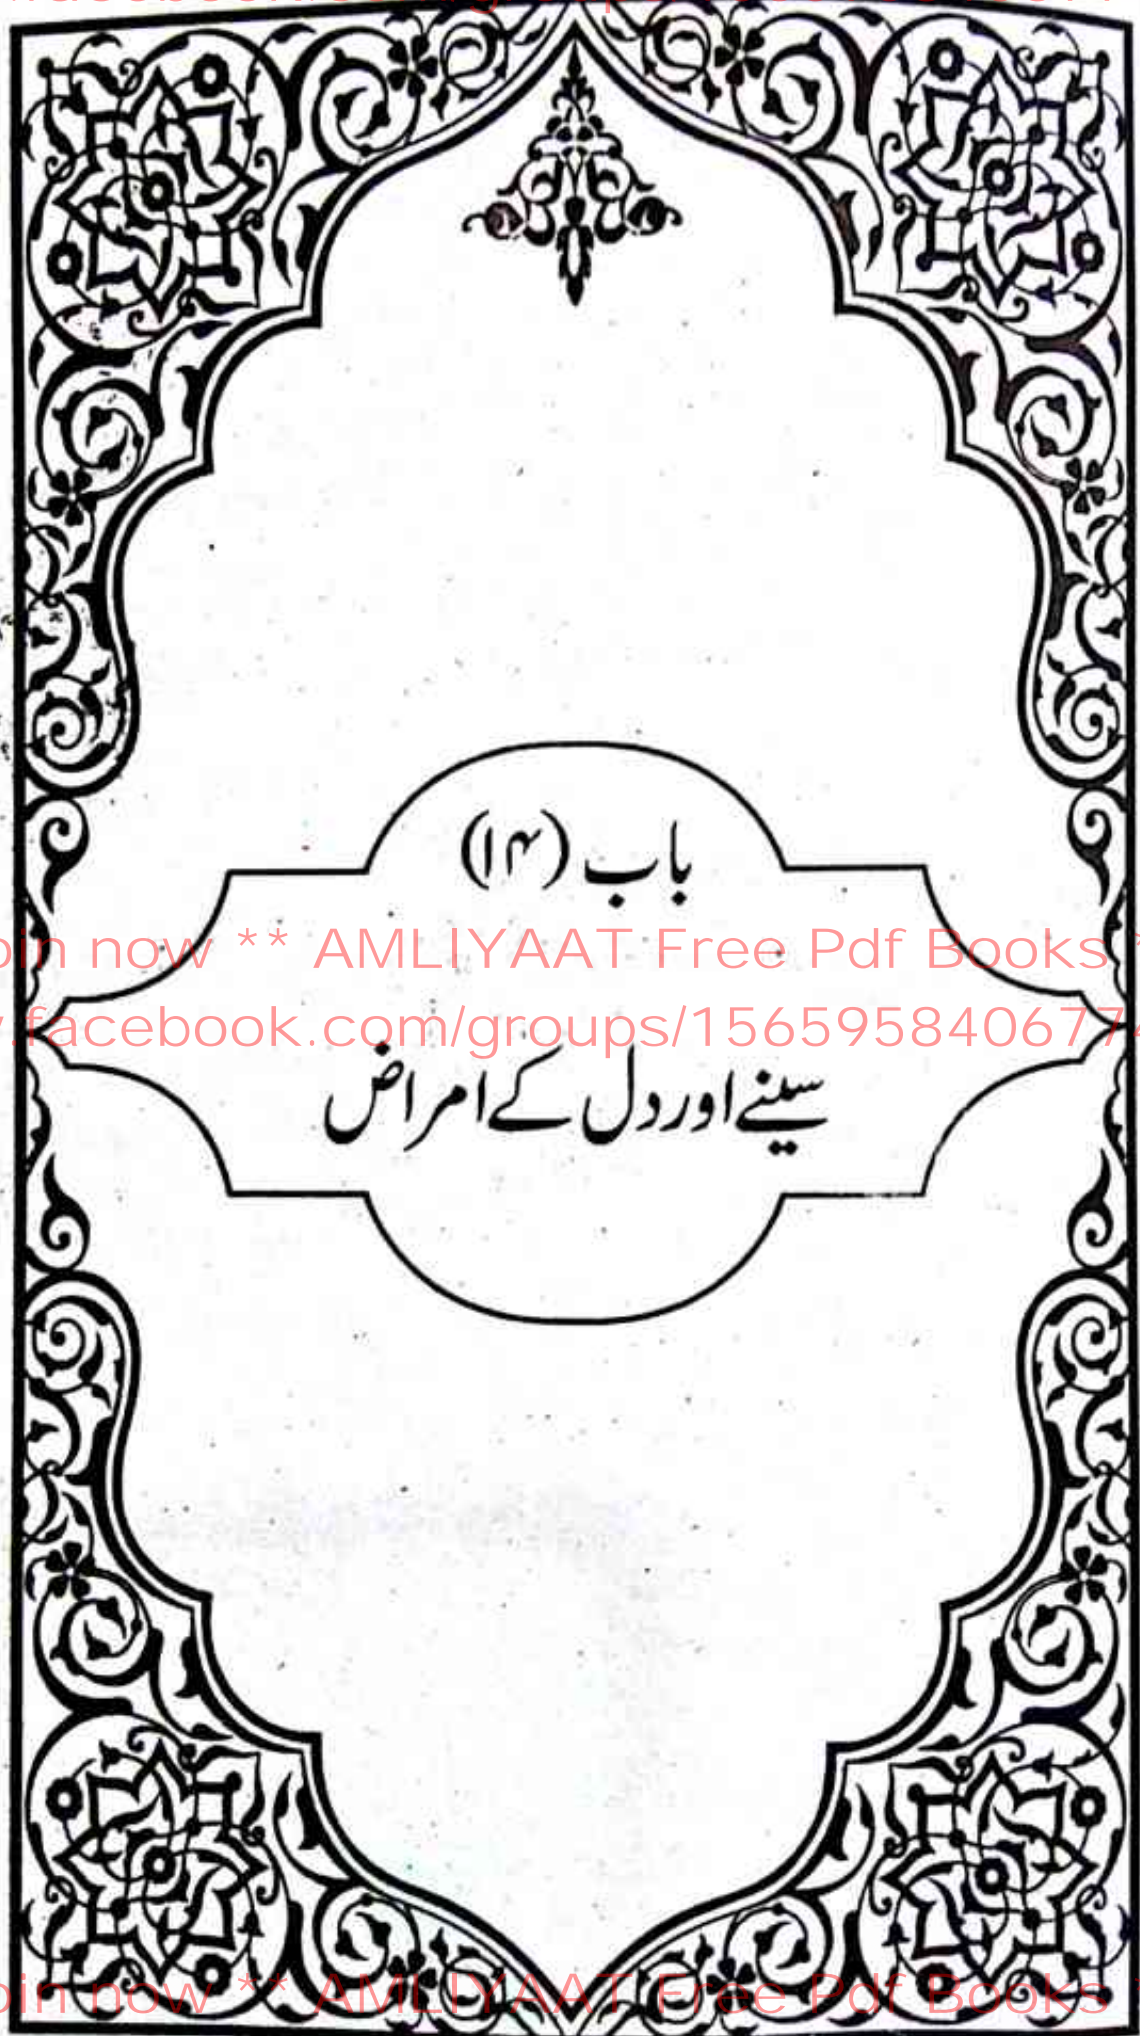 باب (۱۴)
oin now ** AMLIYAAT Free Pdf Books *
.facebook.com/groups/1565958406774
سینے اور دل کے امراض
oin now ** AMLIYAAT Free Pdf Books